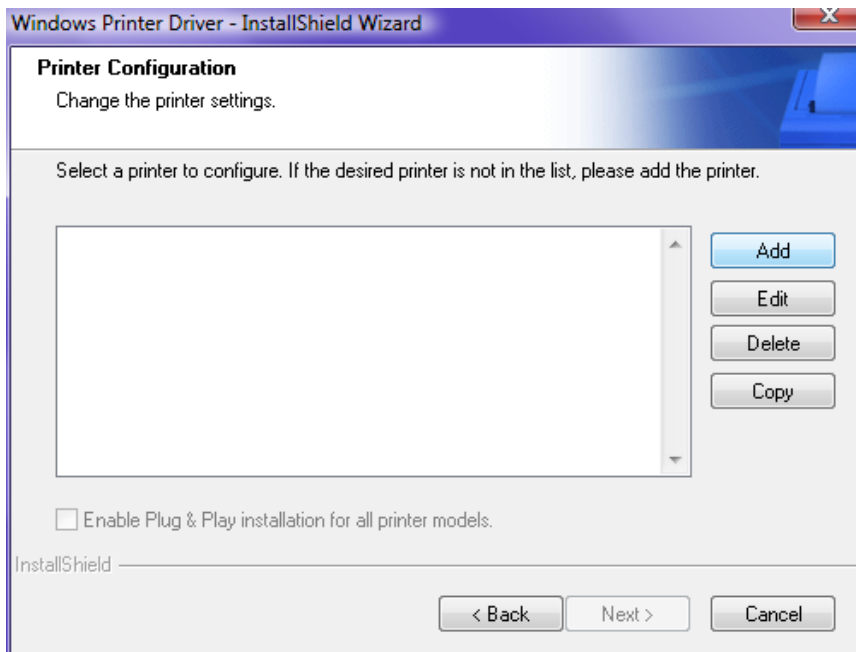 Windows Printer Driver - InstallShield Wizard
Printer Configuration
Change the printer settings.
Select a printer to configure. If the desired printer is not in the list, please add the printer.
Add
Edit
Delete
Copy
Enable Plug & Play installation for all printer models.
InstallShield
< Back
Next >
Cancel